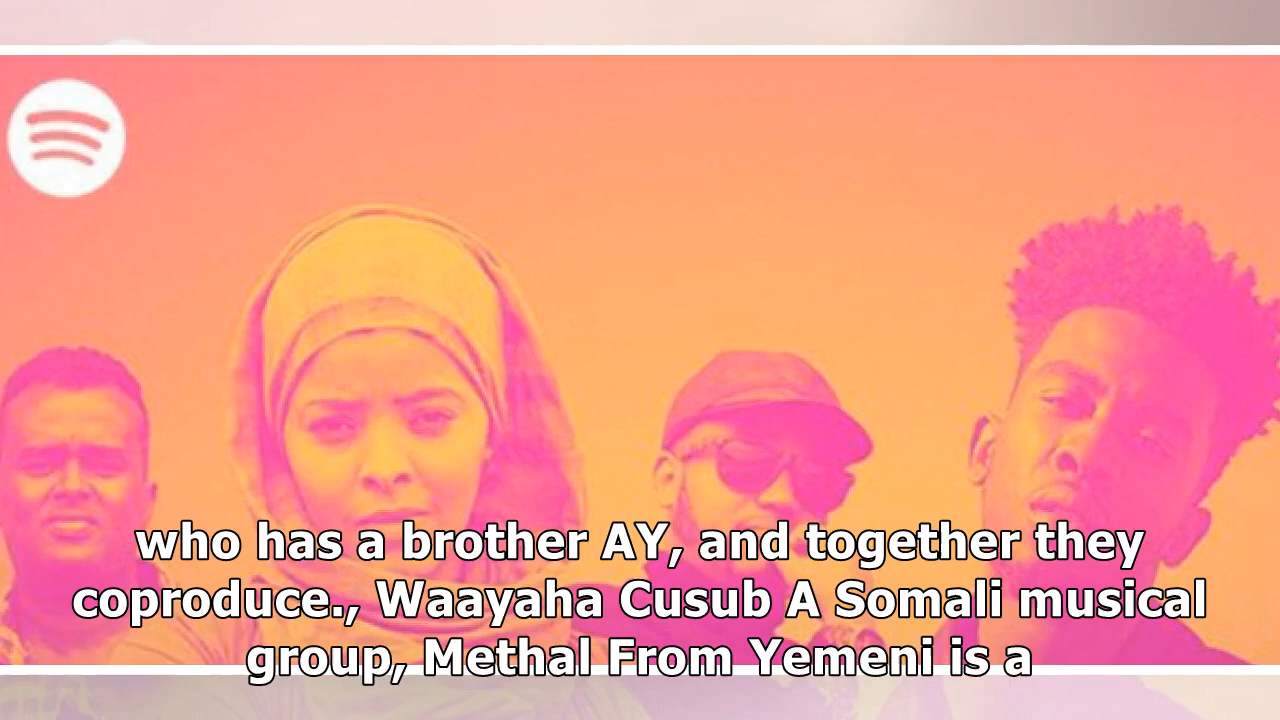 who has a brother AY, and together they
coproduce., Waayaha Cusub A Somali musical
group, Methal From Yemeni is a